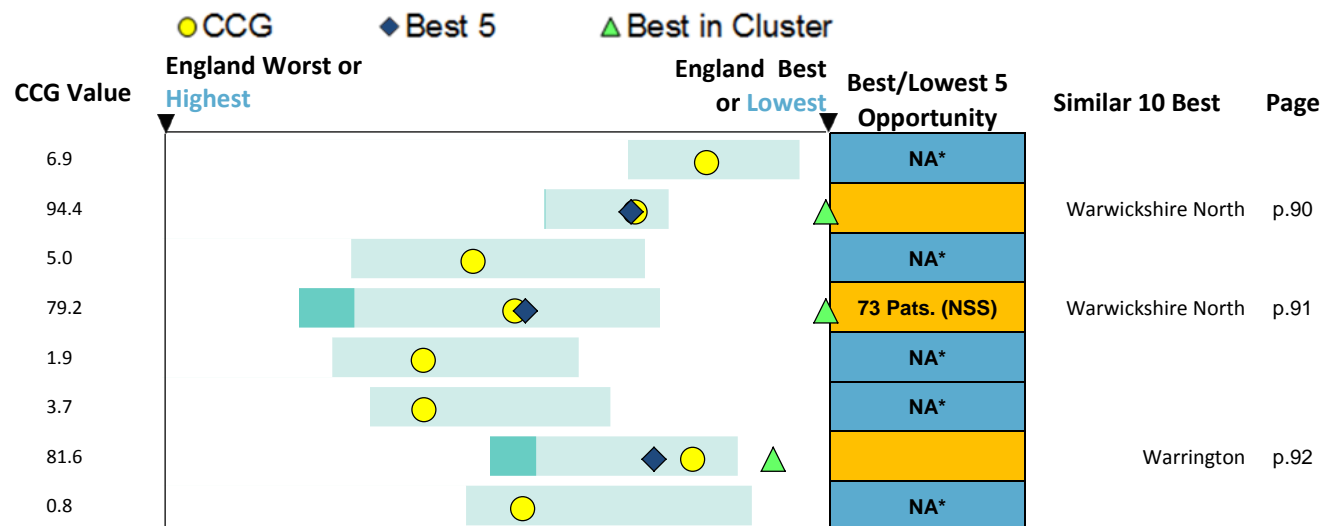 CCG Best 5 Best in Cluster
CCG Value England Worst or Highest England Best or Lowest Best/Lowest 5 Opportunity Similar 10 Best Page
6.9 NA*
94.4 Warwickshire North p.90
5.0 NA*
79.2 73 Pats. (NSS) Warwickshire North p.91
1.9 NA*
3.7 NA*
81.6 Warrington p.92
0.8 NA*